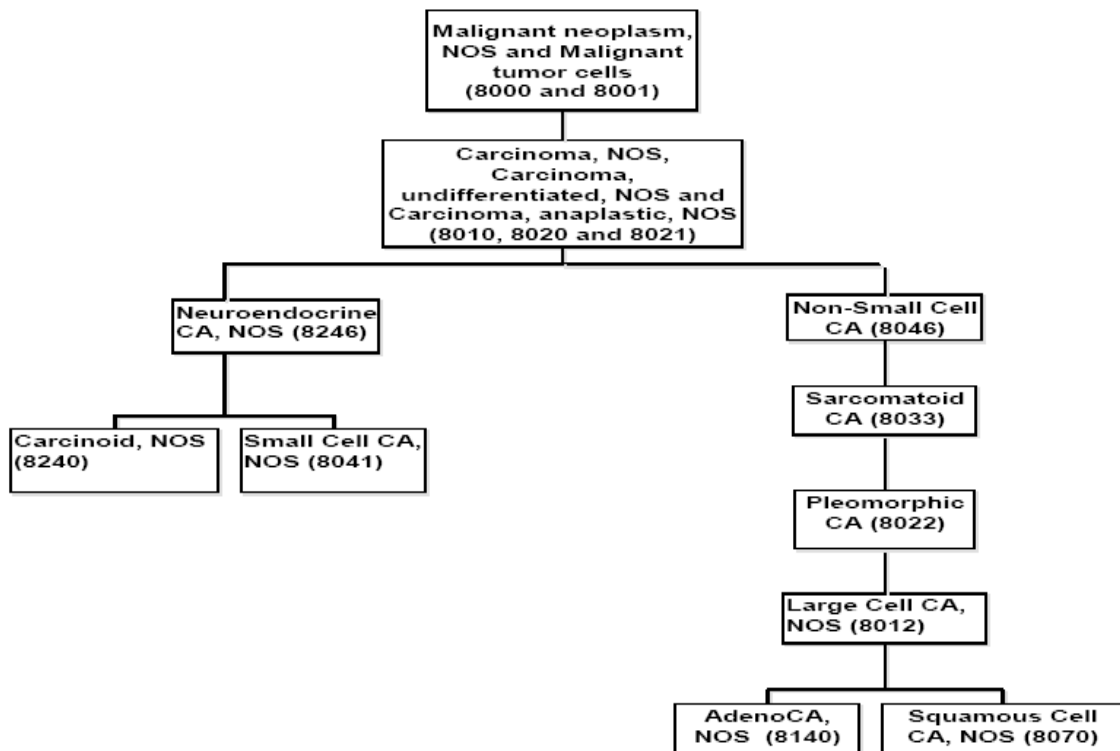 Malignant neoplasm,
NOS and Malignant
tumor cells
(8000 and 8001)
Carcinoma, NOS,
Carcinoma,
undifferentiated, NOS and
Carcinoma, anaplastic, NOS
(8010, 8020 and 8021)
Neuroendocrine
CA, NOS (8246)
Non-Small Cell
CA (8046)
Carcinoid, NOS
(8240)
Small Cell CA,
NOS (8041)
Sarcomatoid
CA (8033)
Pleomorphic
CA (8022)
Large Cell CA,
NOS (8012)
AdenoCA,
NOS (8140)
Squamous Cell
CA, NOS (8070)